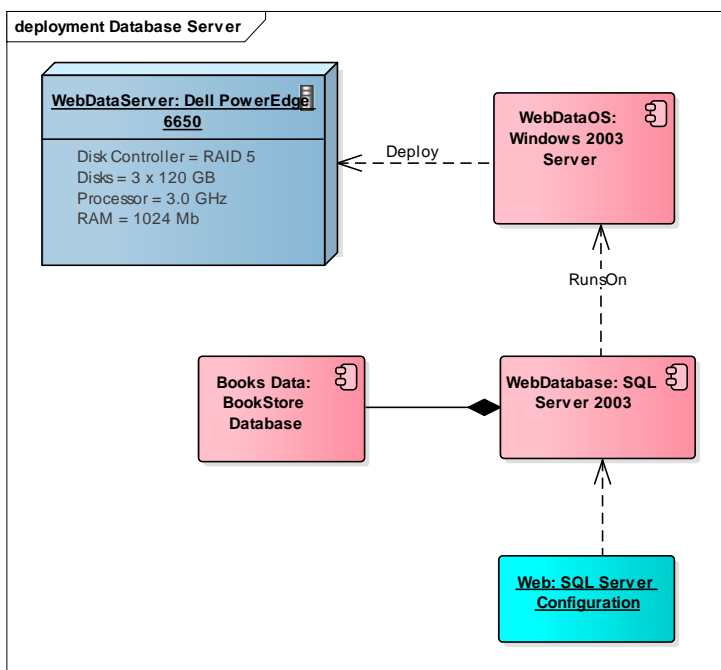 deployment Database Server
WebDataServer: Dell PowerEdge
6650
Disk Controller = RAID 5
Disks = 3 x 120 GB
Processor = 3.0 GHz
RAM = 1024 Mb
Deploy
WebDataOS:
Windows 2003
Server
RunsOn
Books Data:
BookStore
Database
WebDatabase: SQL
Server 2003
Web: SQL Server
Configuration